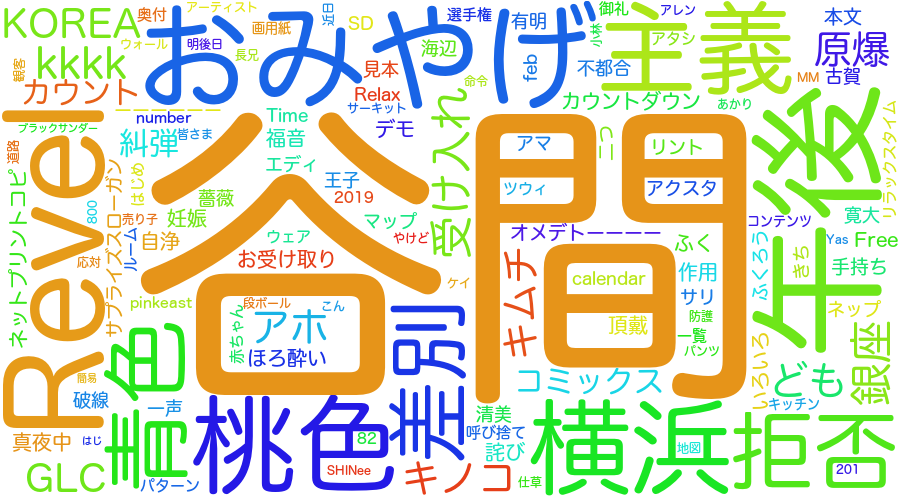 KOREA
奥付
アーティスト
画用紙
近日
SD
選手権
有明
御礼
アレン
本文
kkkk
ウォール
明後日
長兄
おみやげ
海辺
feb
小林
アタシ
主義
原爆
観客
カウント
見本
不都合
MM
古賀
Relax
命令
ーーーーー
サーキット
カウントダウン
あかり
number
Time
デモ
ブラックサンダー
糾弾
皆さま
福音
受け入れ
アマ
リント
午後
リラックスタイム
道路
エディ
王子
ツウィ
アクスタ
Revel
ネットプリントコピ
サプライズスローガン
はじめ
薔薇
2019
800
売り子
妊娠
マップ
コンテンツ
寛大
ルーム
自浄
ウェア
やけど
オメデトーーーー
ふく
ふくろう
きち
Yas
Free
応対
お受け取り
谷間
キムチ
calendar
作用
手持ち
ケイ
pinkeast
段ボール
こん
サリ
ネップ
赤ちゃん
アホ
頂戴
防護
一覧
パンツ
青色
ほろ酔い
差別
銀座
簡易
コミックス
いろいろ
ども
破線
一声
桃色
清美
キッチン
真夜中
はじ
82
呼び捨て
横浜
拒否
詫び
地図
GLC
パターン
SHINee
キノコ
仕草
201